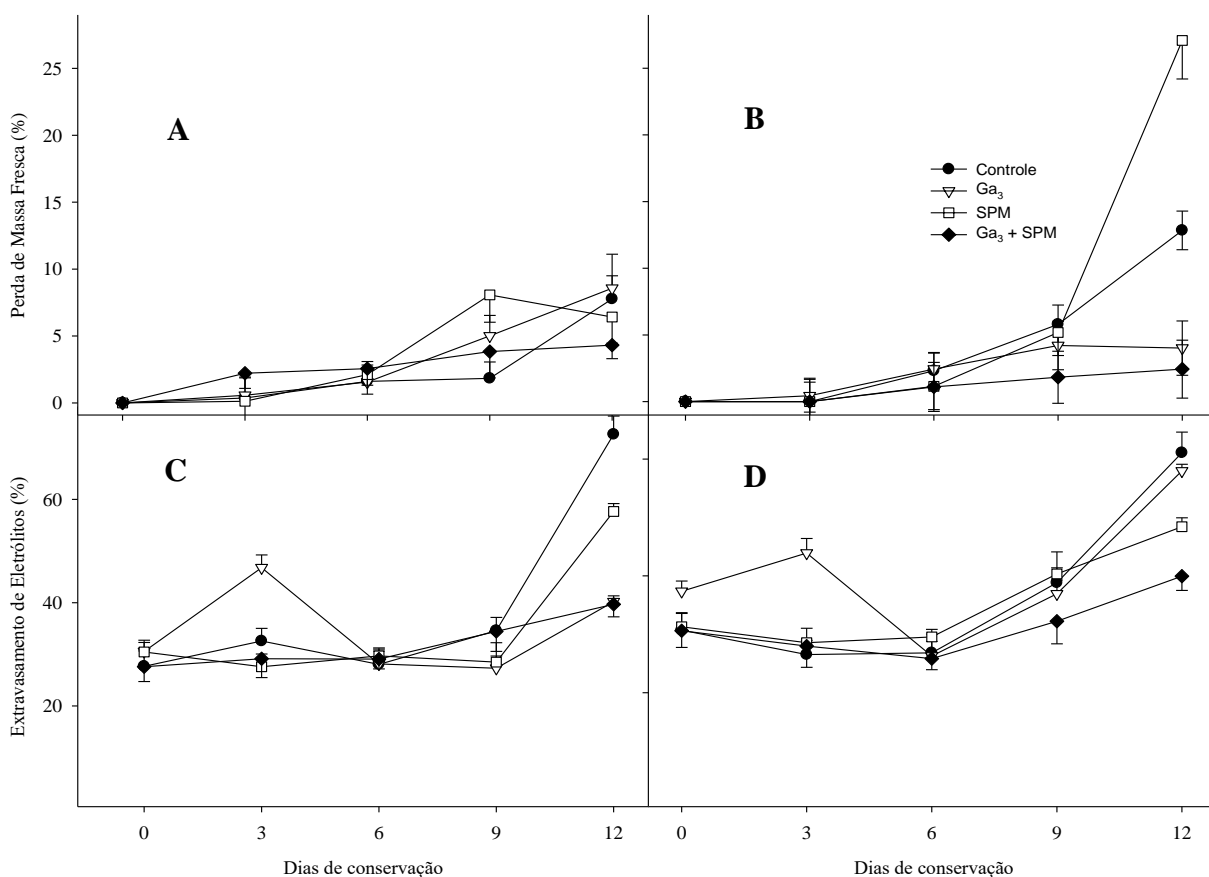 Perda de Massa Fresca (%)
25
20
15
10
5
0
A
B
Controle
Ga3
SPM
Ga3 + SPM
Extravasamento de Eletrólitos (%)
60
40
20
C
D
0 3 6 9 12
0 3 6 9 12
Dias de conservação
Dias de conservação